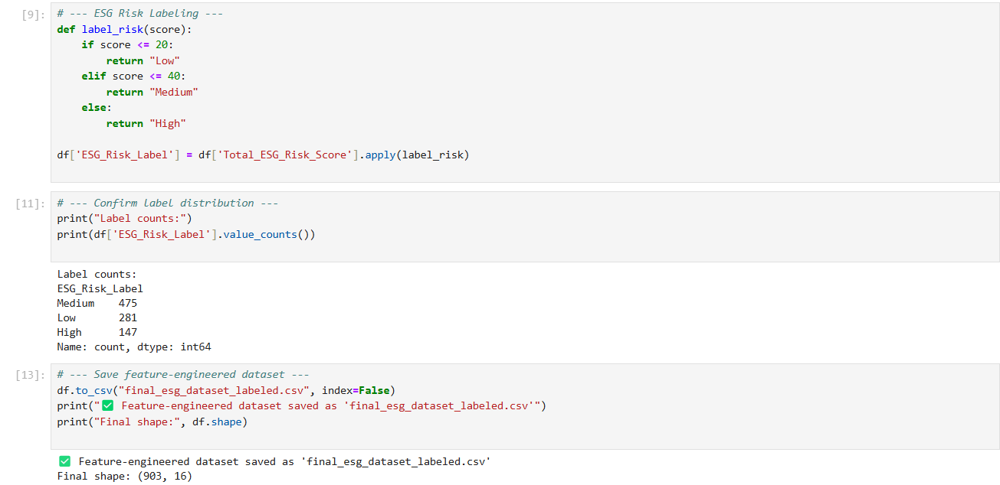 [9]:
# --- ESG Risk Labeling ---
def label_risk(score):
    if score <= 20:
        return "Low"
    elif score <= 40:
        return "Medium"
    else:
        return "High"
df['ESG_Risk_Label'] = df['Total_ESG_Risk_Score'].apply(label_risk)
[11]:
# --- Confirm label distribution ---
print("Label counts:")
print(df['ESG_Risk_Label'].value_counts())
Label counts:
ESG_Risk_Label
Medium    475
Low       281
High      147
Name: count, dtype: int64
[13]:
# --- Save feature-engineered dataset ---
df.to_csv("final_esg_dataset_labeled.csv", index=False)
print("✅ Feature-engineered dataset saved as 'final_esg_dataset_labeled.csv'")
print("Final shape:", df.shape)
✅ Feature-engineered dataset saved as 'final_esg_dataset_labeled.csv'
Final shape: (903, 16)